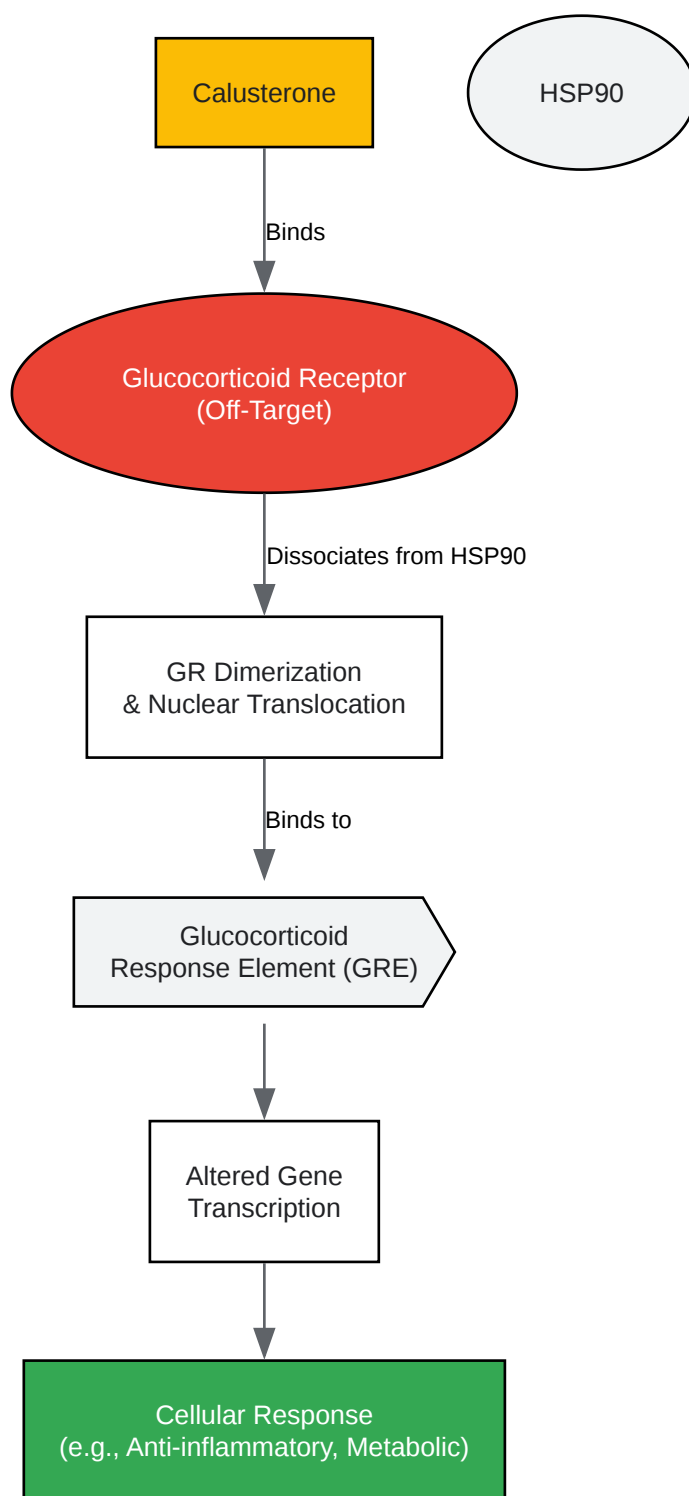 Calusterone
HSP90
Binds
Glucocorticoid Receptor
(Off-Target)
Dissociates from HSP90
GR Dimerization
& Nuclear Translocation
Binds to
Glucocorticoid
Response Element (GRE)
Altered Gene
Transcription
Cellular Response
(e.g., Anti-inflammatory, Metabolic)